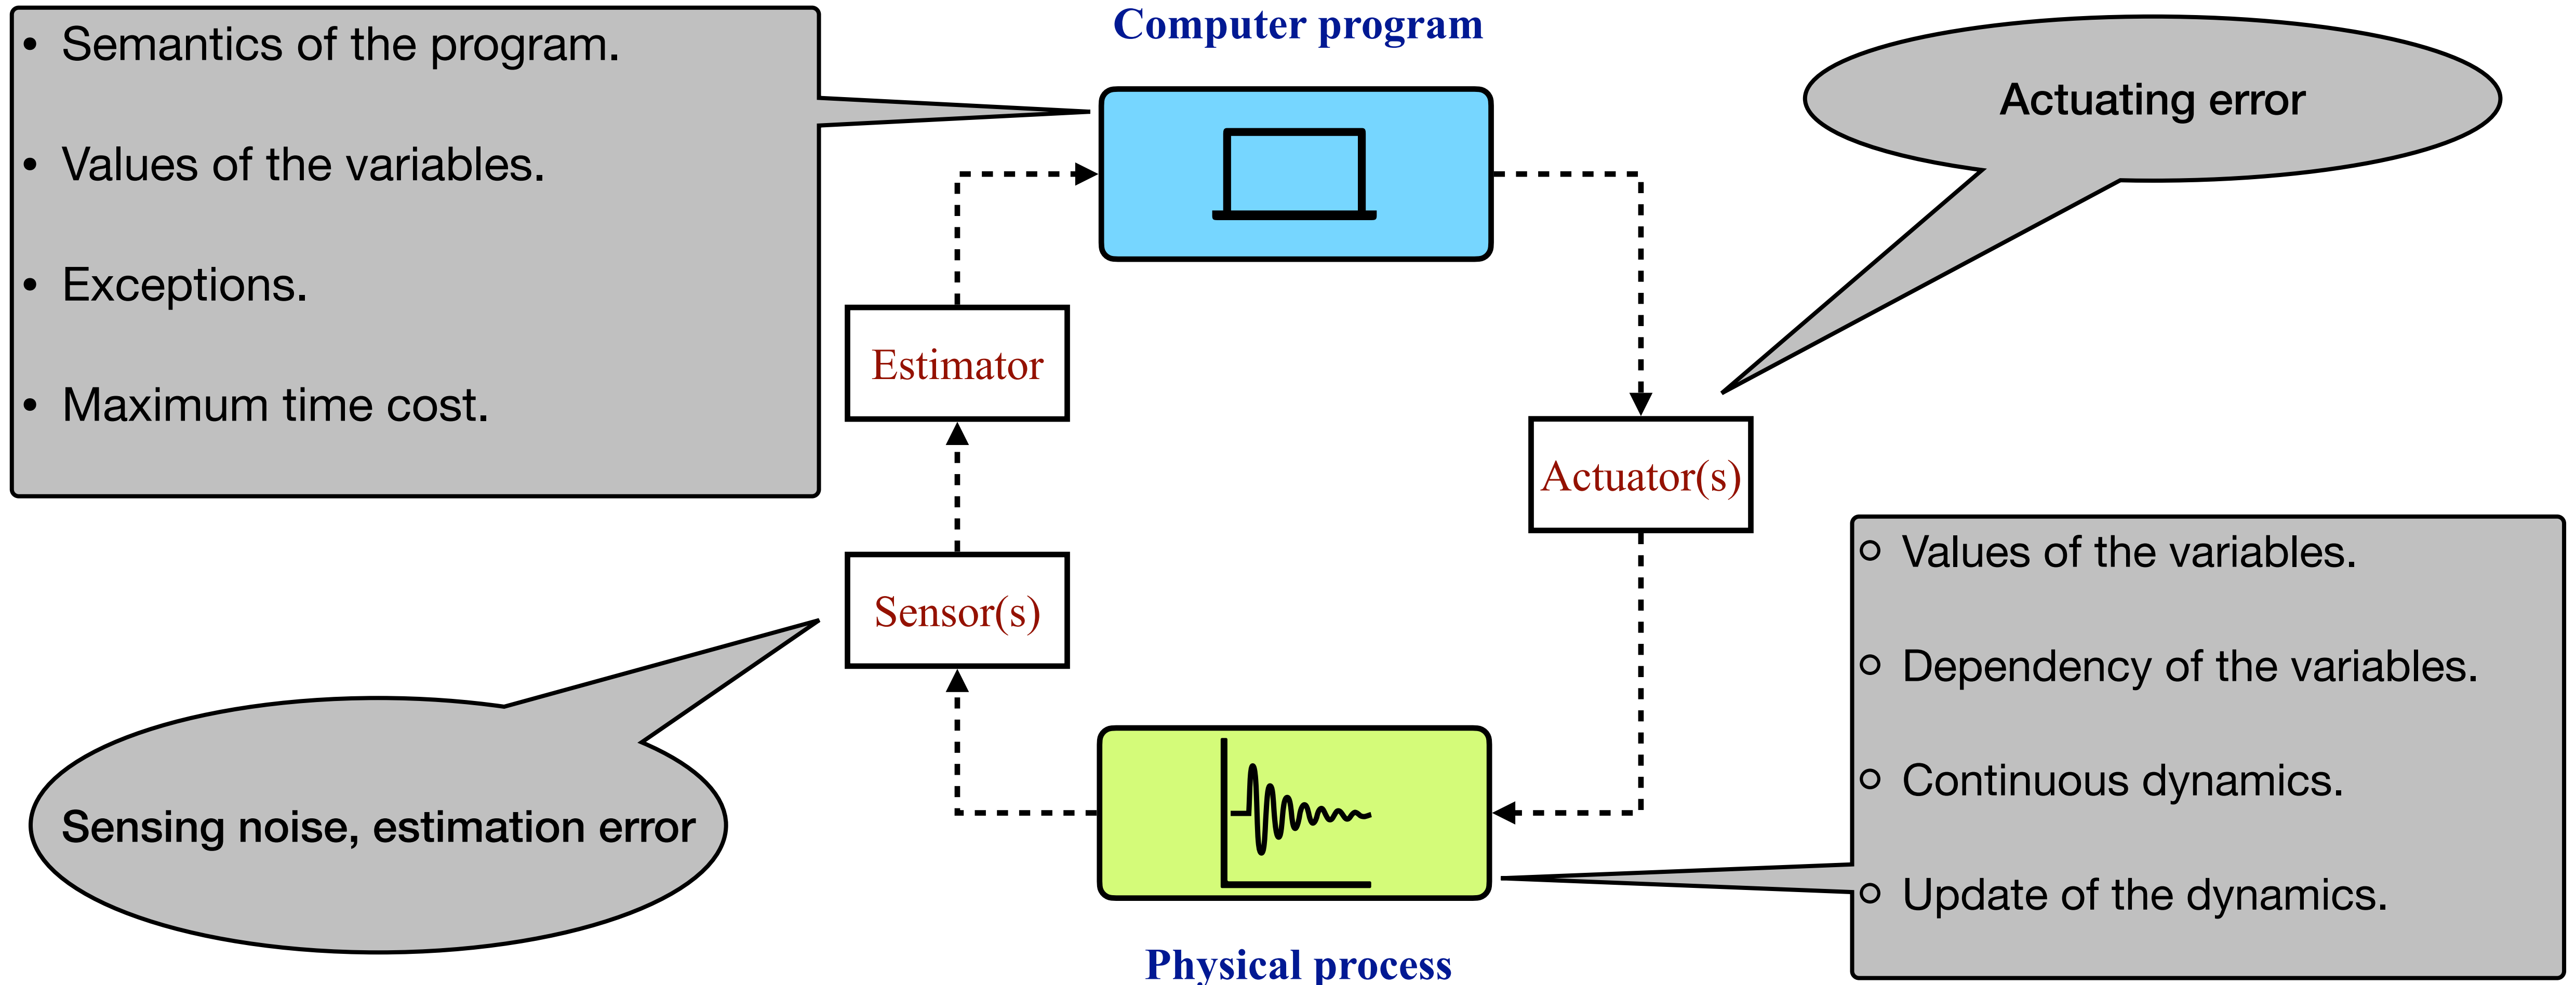 Computer program
• Semantics of the program.
• Values of the variables.
• Exceptions.
• Maximum time cost.
Actuating error
Estimator
Actuator(s)
Sensor(s)
Sensing noise, estimation error
○ Values of the variables.
○ Dependency of the variables.
○ Continuous dynamics.
○ Update of the dynamics.
Physical process